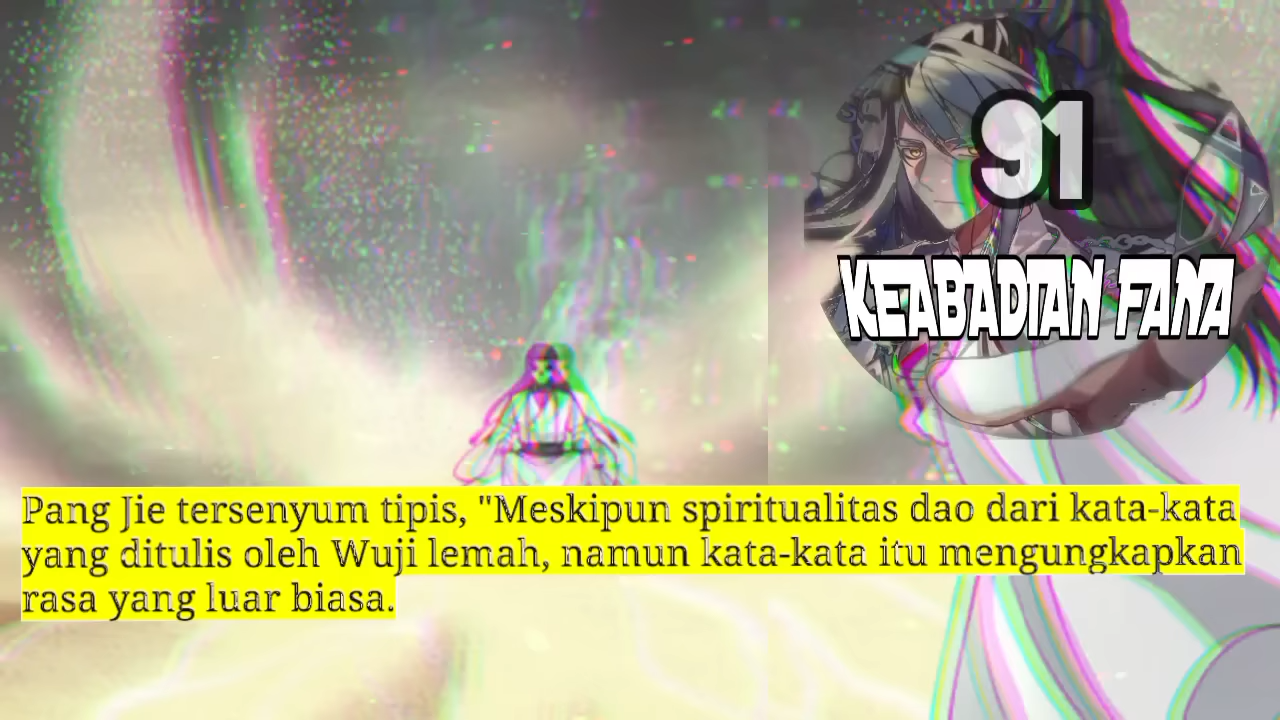 91
KEABADIAN FANA
Pang Jie tersenyum tipis, "Meskipun spiritualitas dao dari kata-kata
yang ditulis oleh Wuji lemah, namun kata-kata itu mengungkapkan
rasa yang luar biasa.